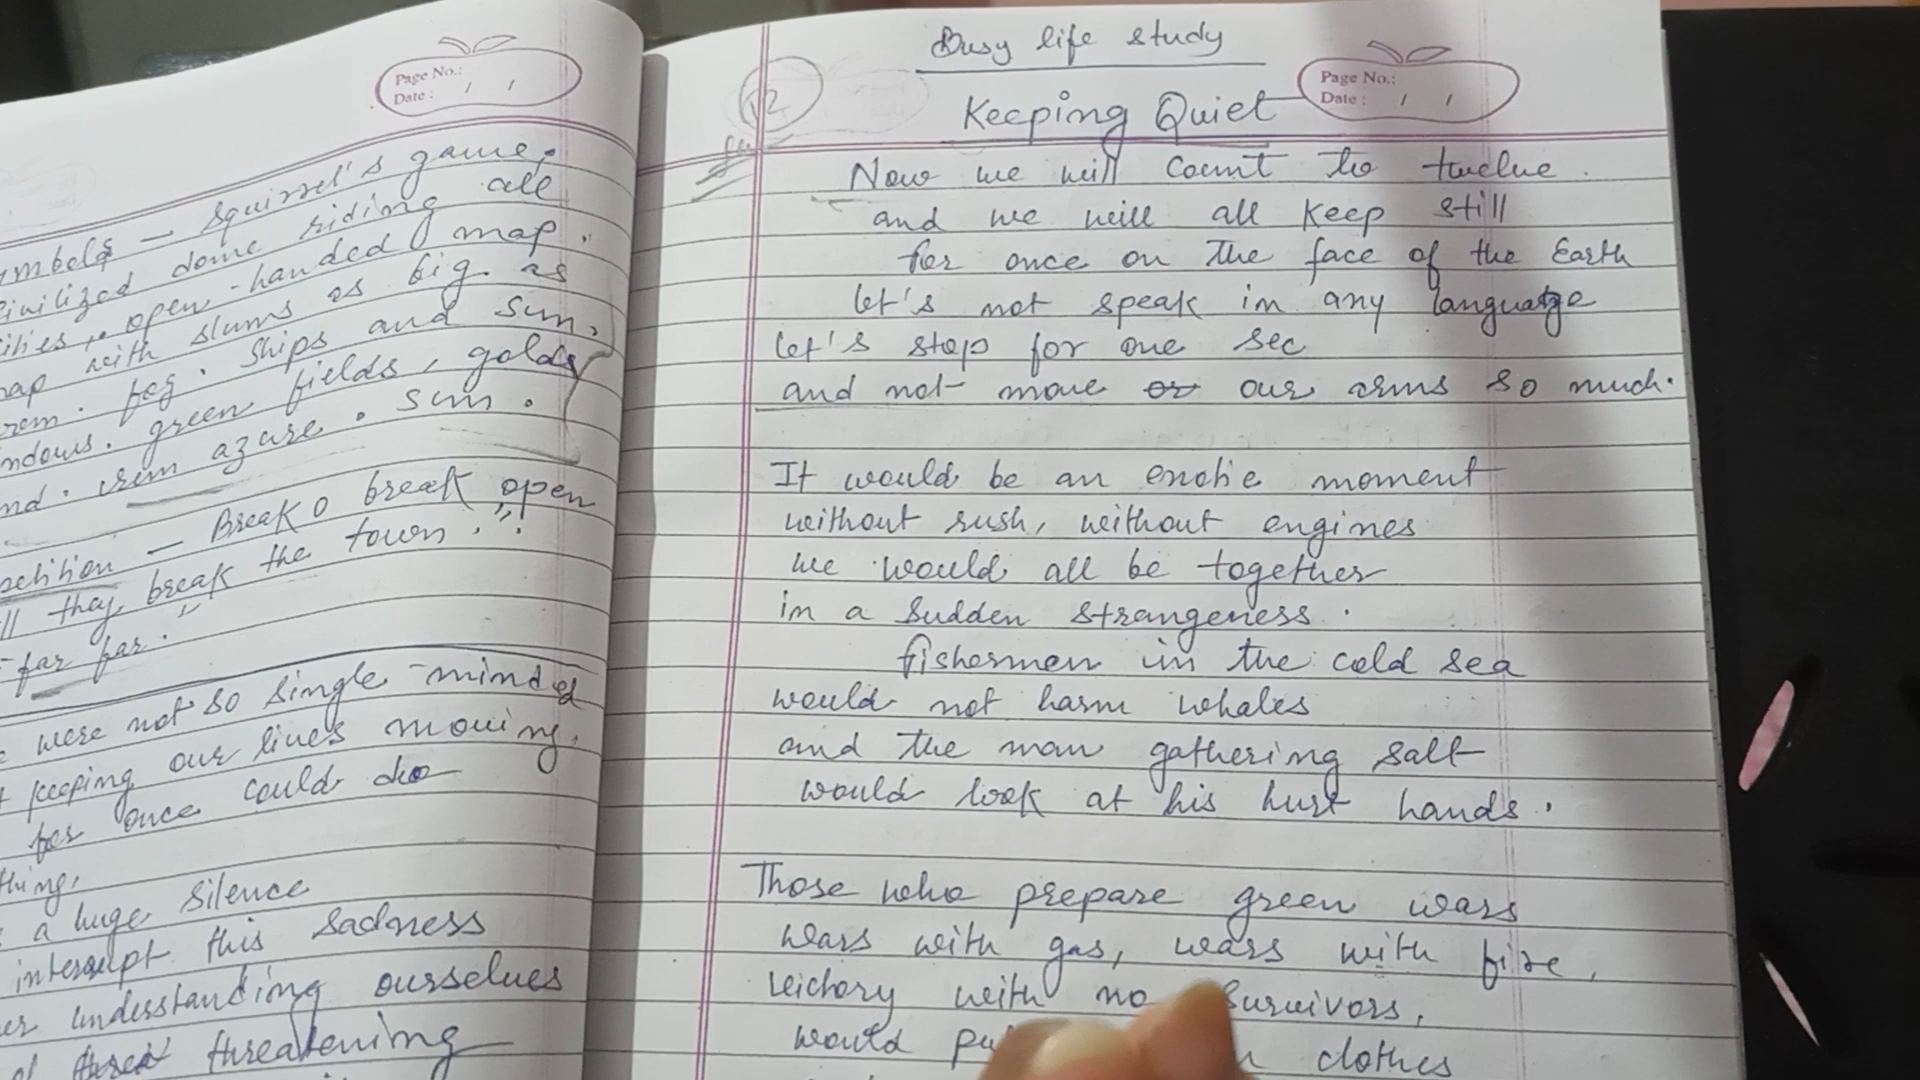 Page No.:
Date : / /
squirrel's game.
all
dome riding
open-handed map.
with slums as big as
fog. ships and sun.
green fields, golds
azure. sun.
Break O break open
they break the town."
far far."
were not so single-minded
keeping our lives moving,
for once could do
thing,
a huge silence
interrupt this sadness
understanding ourselves
threatening
Busy life study
Page No.:
Date : / /
12
Keeping Quiet
Now we will count to twelve.
and we will all keep still
for once on the face of the Earth
let's not speak in any language
let's stop for one sec
and not move or our arms so much.
It would be an exotic moment
without rush, without engines
we would all be together
in a sudden strangeness.
fishermen in the cold sea
would not harm whales
and the man gathering salt
would look at his hurt hands.
Those who prepare green wars
wars with gas, wars with fire,
victory with no survivors,
would clothes